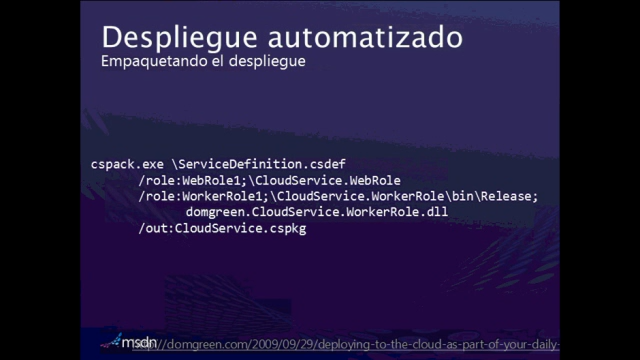 Despliegue automatizado
Empaquetando el despliegue
cspack.exe \ServiceDefinition.csdef
/role:WebRole1;\CloudService.WebRole
/role:WorkerRole1;\CloudService.WorkerRole\bin\Release;
domgreen.CloudService.WorkerRole.dll
/out:CloudService.cspkg
msdn
http://domgreen.com/2009/09/29/deploying-to-the-cloud-as-part-of-your-daily-